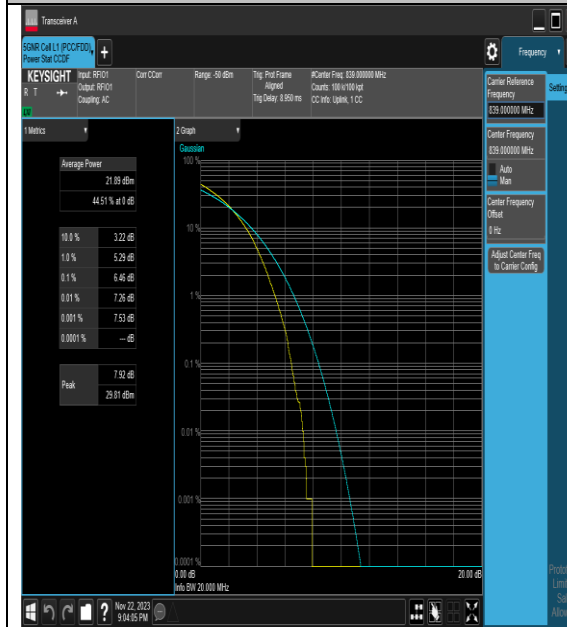 Transceiver A
5GNR Cell L1 (PCC/FDD),
Power Stat CCDF
Frequency
KEYSIGHT
R T
Input: RFIO1
Output: RFIO1
Coupling: AC
Corr CCorr
Range: -50 dBm
Trig: Prot Frame
Aligned
Trig Delay: 8.950 ms
#Center Freq: 839.000000 MHz
Counts: 100 k/100 kpt
CC Info: Uplink, 1 CC
Carrier Reference
Frequency
839.000000 MHz
Center Frequency
839.000000 MHz
Auto
Man
Center Frequency
Offset
0 Hz
Adjust Center Freq
to Carrier Config
1 Metrics
Average Power
21.89 dBm
44.51 % at 0 dB
10.0 % 3.22 dB
1.0 % 5.29 dB
0.1 % 6.46 dB
0.01 % 7.26 dB
0.001 % 7.53 dB
0.0001 % --- dB
Peak
7.92 dB
29.81 dBm
2 Graph
Gaussian
100 %
10 %
1 %
0.1 %
0.01 %
0.001 %
0.0001 %
0.00 dB
20.00 dB
Info BW 20.000 MHz
Nov 22, 2023
9:04:05 PM